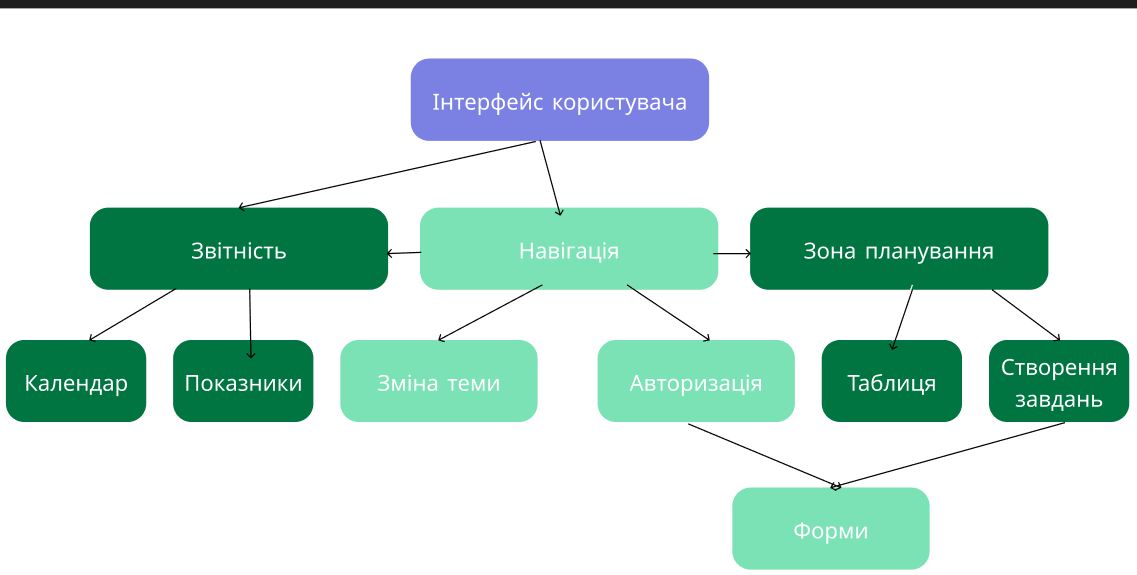 Інтерфейс користувача
Звітність
Навігація
Зона планування
Календар
Показники
Зміна теми
Авторизація
Таблиця
Створення
завдань
Форми